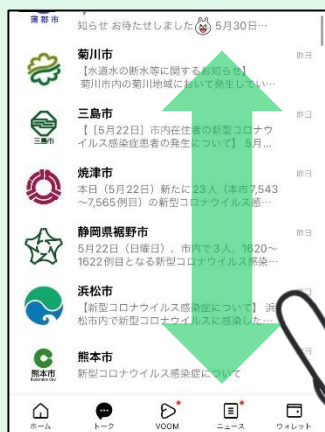 蒲郡市
知らせ お待たせしました 5月30日…
菊川市
昨日
【水道水の断水等に関するお知らせ】
菊川市内の菊川地域において発生してい…
三島市
昨日
【［5月22日］市内在住者の新型コロナウ
イルス感染症患者の発生について】 5月…
三島市
焼津市
昨日
本日（5月22日）新たに23人（本市7,543
～7,565例目）の新型コロナウイルス感…
静岡県裾野市
昨日
5月22日（日曜日）、市内で3人、1620～
1622例目となる新型コロナウイルス感染…
浜松市
【新型コロナウイルス感染症について】 浜
松市内で新型コロナウイルスに感染した…
熊本市
昨日
新型コロナウイルス感染症について
熊本市
ホーム
トーク
VOOM
ニュース
ウォレット